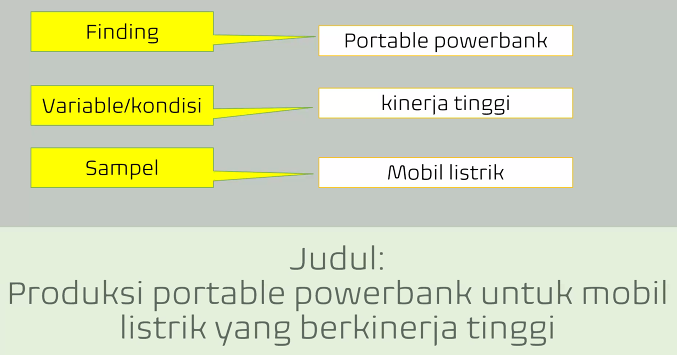 Finding
Portable powerbank
Variable/kondisi
kinerja tinggi
Sampel
Mobil listrik
Judul:
Produksi portable powerbank untuk mobil
listrik yang berkinerja tinggi